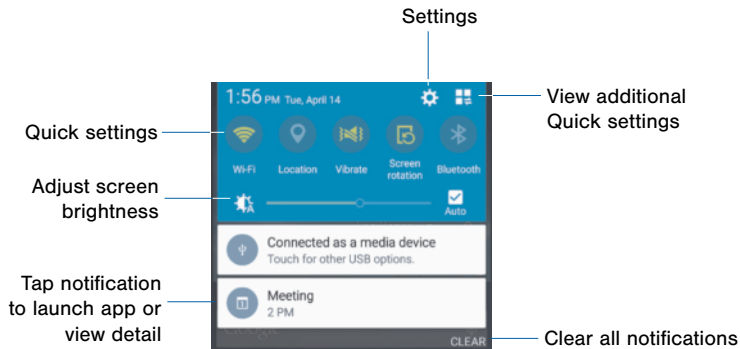 Settings
1:56 PM Tue, April 14
View additional
Quick settings
Quick settings
Wi-Fi
Location
Vibrate
Screen
rotation
Bluetooth
Adjust screen
brightness
A
Auto
Connected as a media device
Touch for other USB options.
Tap notification
to launch app or
view detail
1
Meeting
2 PM
Google
CLEAR
Clear all notifications